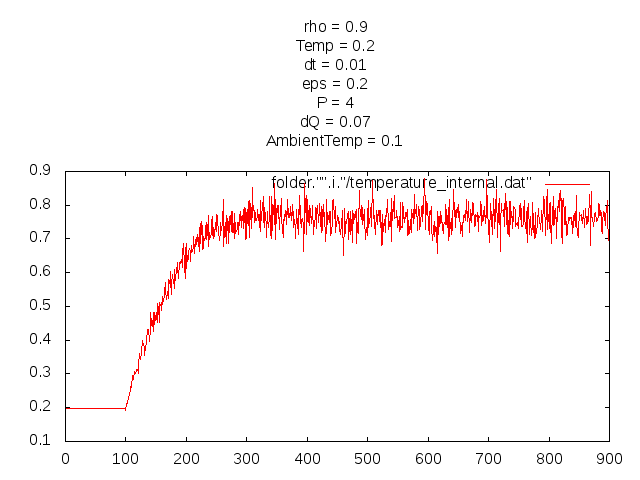 rho = 0.9
Temp = 0.2
dt = 0.01
eps = 0.2
P = 4
dQ = 0.07
AmbientTemp = 0.1
folder."".i."/temperature_internal.dat"
0.9
0.8
0.7
0.6
0.5
0.4
0.3
0.2
0.1
0 100 200 300 400 500 600 700 800 900